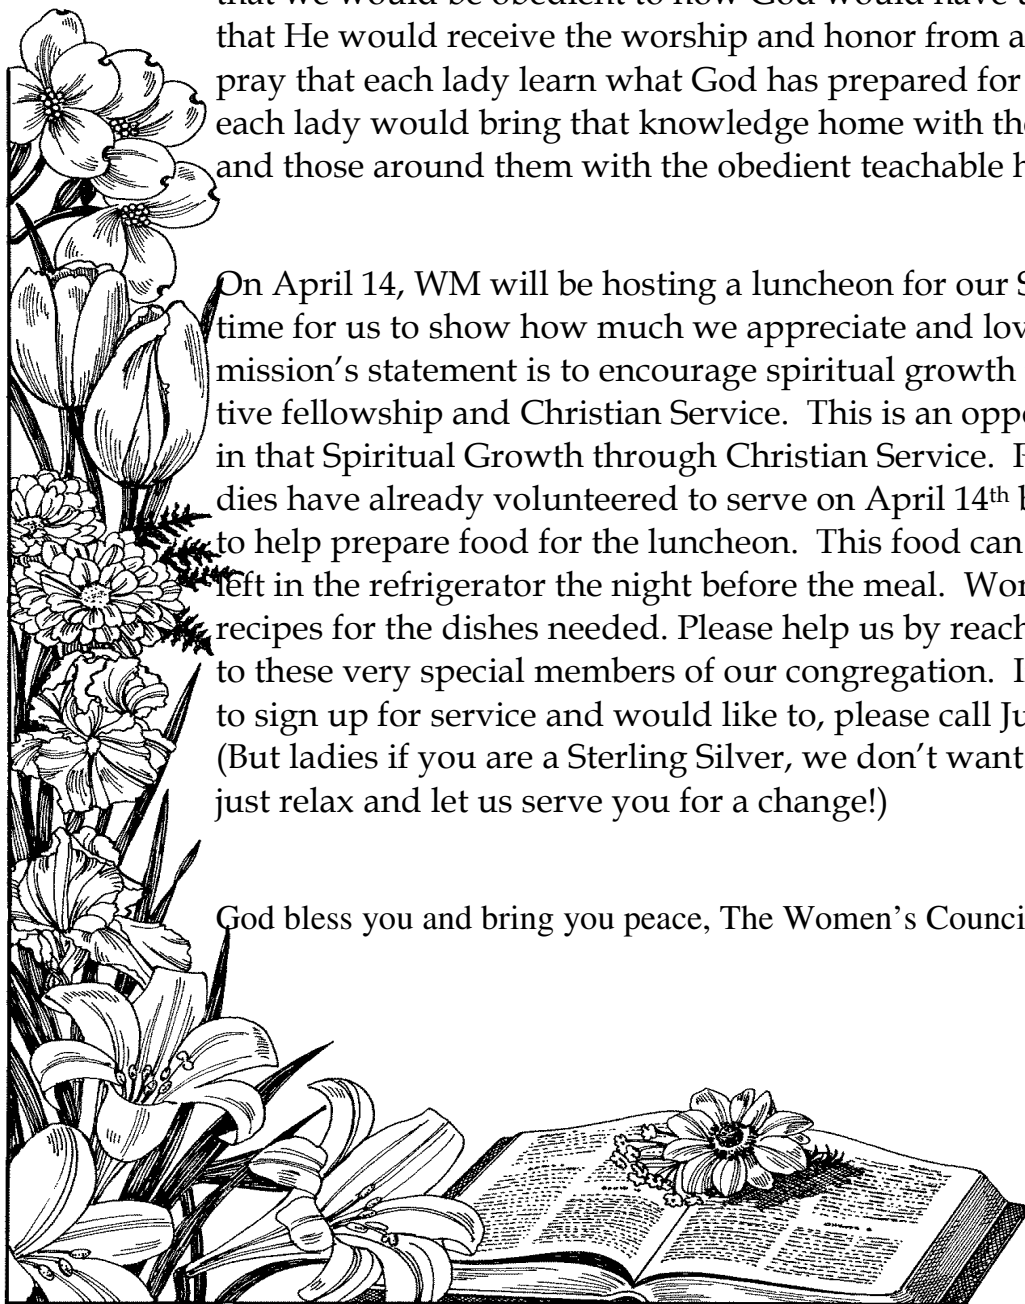 that we would be obedient to how God would have
that He would receive the worship and honor from a
pray that each lady learn what God has prepared for
each lady would bring that knowledge home with
and those around them with the obedient teachable
On April 14, WM will be hosting a luncheon for our
time for us to show how much we appreciate and
mission’s statement is to encourage spiritual growth
tive fellowship and Christian Service. This is an
in that Spiritual Growth through Christian Service.
dies have already volunteered to serve on April 14th
to help prepare food for the luncheon. This food can
left in the refrigerator the night before the meal.
recipes for the dishes needed. Please help us by
to these very special members of our congregation.
to sign up for service and would like to, please call
(But ladies if you are a Sterling Silver, we don’t want
just relax and let us serve you for a change!)
God bless you and bring you peace, The Women’s